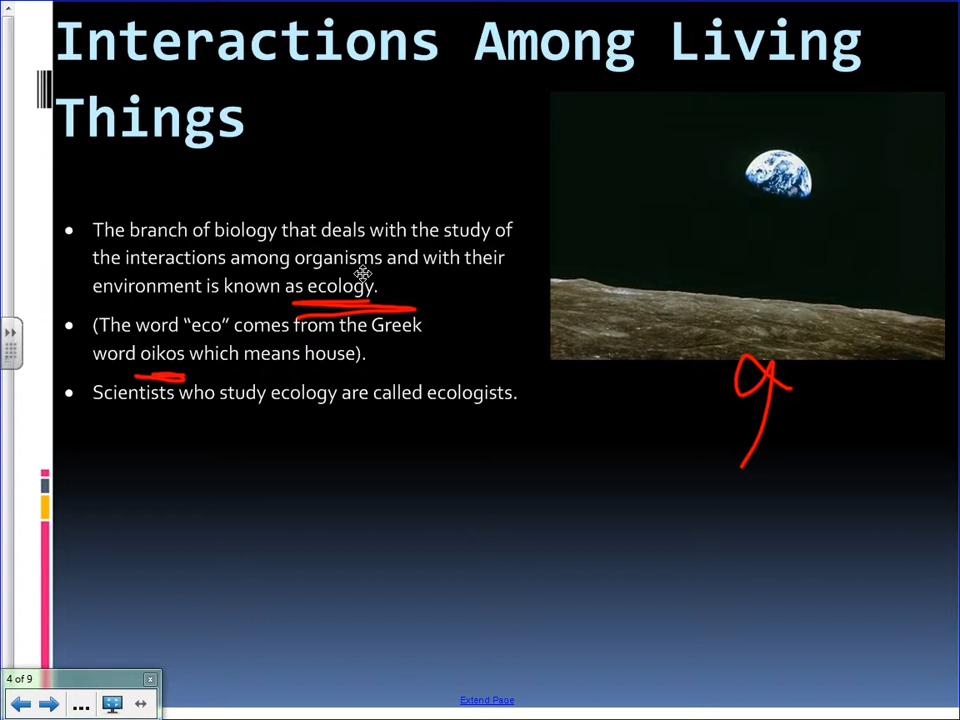 Interactions Among Living
Things
• The branch of biology that deals with the study of
the interactions among organisms and with their
environment is known as ecology.
• (The word “eco” comes from the Greek
word oikos which means house).
• Scientists who study ecology are called ecologists.
4 of 9
...
Extend Page